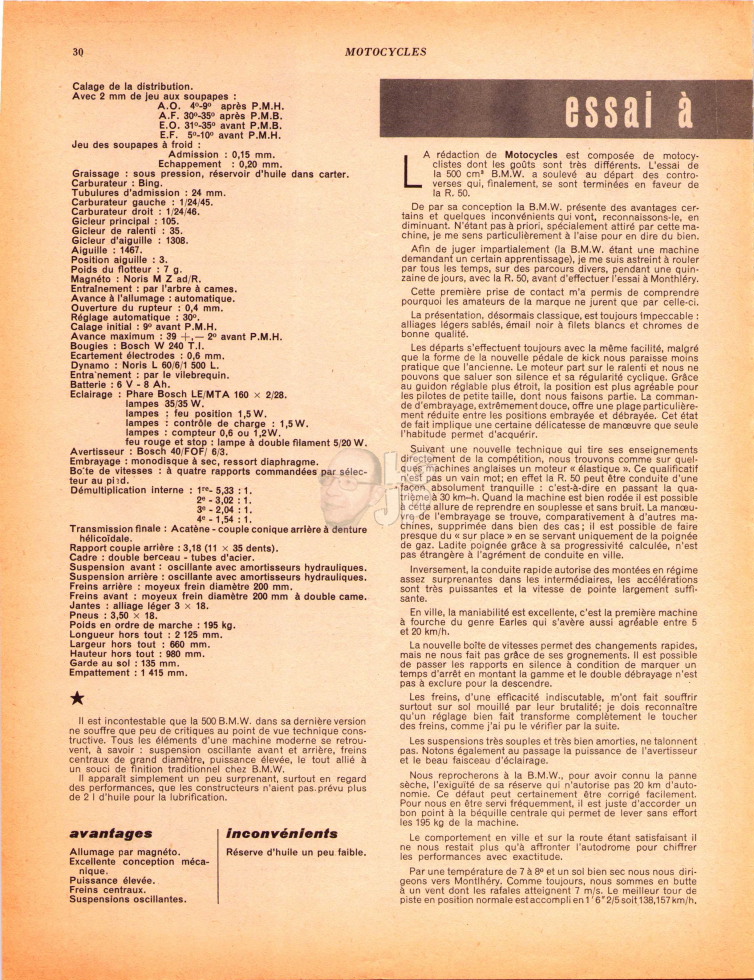 30
MOTOCYCLES
Calage de la distribution.
Avec 2 mm de jeu aux soupapes :
A.O. 4º-9º après P.M.H.
A.F. 30º-35º après P.M.B.
E.O. 31º-35º avant P.M.B.
E.F. 5º-10º avant P.M.H.
Jeu des soupapes à froid :
Admission : 0,15 mm.
Echappement : 0,20 mm.
Graissage : sous pression, réservoir d'huile dans carter.
Carburateur : Bing.
Tubulures d'admission : 24 mm.
Carburateur gauche : 1/24/45.
Carburateur droit : 1/24/46.
Gicleur principal : 105.
Gicleur de ralenti : 35.
Gicleur d'aiguille : 1308.
Aiguille : 1467.
Position aiguille : 3.
Poids du flotteur : 7 g.
Magnéto : Noris M Z ad/R.
Entraînement : par l'arbre à cames.
Avance à l'allumage : automatique.
Ouverture du rupteur : 0,4 mm.
Réglage automatique : 30º.
Calage initial : 9º avant P.M.H.
Avance maximum : 39 +,— 2º avant P.M.H.
Bougies : Bosch W 240 T.I.
Ecartement électrodes : 0,6 mm.
Dynamo : Noris L 60/6/1 500 L.
Entra'nement : par le vilebrequin.
Batterie : 6 V - 8 Ah.
Eclairage : Phare Bosch LE/MTA 160 × 2/28.
lampes 35/35 W.
lampes : feu position 1,5 W.
lampes : contrôle de charge : 1,5 W.
lampes : compteur 0,6 ou 1,2W.
feu rouge et stop : lampe à double filament 5/20 W.
Avertisseur : Bosch 40/FOF/ 6/3.
Embrayage : monodisque à sec, ressort diaphragme.
Bo'te de vitesses : à quatre rapports commandées par sélec-
teur au pied.
Démultiplication interne : 1re- 5,33 : 1.
2e - 3,02 : 1.
3e - 2,04 : 1.
4e - 1,54 : 1.
Transmission finale : Acatène - couple conique arrière à denture
hélicoïdale.
Rapport couple arrière : 3,18 (11 × 35 dents).
Cadre : double berceau - tubes d'acier.
Suspension avant : oscillante avec amortisseurs hydrauliques.
Suspension arrière : oscillante avec amortisseurs hydrauliques.
Freins arrière : moyeux frein diamètre 200 mm.
Freins avant : moyeux frein diamètre 200 mm à double came.
Jantes : alliage léger 3 × 18.
Pneus : 3,50 × 18.
Poids en ordre de marche : 195 kg.
Longueur hors tout : 2 125 mm.
Largeur hors tout : 660 mm.
Hauteur hors tout : 980 mm.
Garde au sol : 135 mm.
Empattement : 1 415 mm.
★
Il est incontestable que la 500 B.M.W. dans sa dernière version
ne souffre que peu de critiques au point de vue technique cons-
tructive. Tous les éléments d'une machine moderne se retrou-
vent, à savoir : suspension oscillante avant et arrière, freins
centraux de grand diamètre, puissance élevée, le tout allié à
un souci de finition traditionnel chez B.M.W.
Il apparaît simplement un peu surprenant, surtout en regard
des performances, que les constructeurs n'aient pas prévu plus
de 2 l d'huile pour la lubrification.
avantages
Allumage par magnéto.
Excellente conception méca-
nique.
Puissance élevée.
Freins centraux.
Suspensions oscillantes.
inconvénients
Réserve d'huile un peu faible.
essai à
LA rédaction de Motocycles est composée de motocy-
clistes dont les goûts sont très différents. L'essai de
la 500 cm³ B.M.W. a soulevé au départ des contro-
verses qui, finalement, se sont terminées en faveur de
la R. 50.
De par sa conception la B.M.W. présente des avantages cer-
tains et quelques inconvénients qui vont, reconnaissons-le, en
diminuant. N'étant pas à priori, spécialement attiré par cette ma-
chine, je me sens particulièrement à l'aise pour en dire du bien.
Afin de juger impartialement (la B.M.W. étant une machine
demandant un certain apprentissage), je me suis astreint à rouler
par tous les temps, sur des parcours divers, pendant une quin-
zaine de jours, avec la R. 50, avant d'effectuer l'essai à Monthléry.
Cette première prise de contact m'a permis de comprendre
pourquoi les amateurs de la marque ne jurent que par celle-ci.
La présentation, désormais classique, est toujours impeccable :
alliages légers sablés, émail noir à filets blancs et chromes de
bonne qualité.
Les départs s'effectuent toujours avec la même facilité, malgré
que la forme de la nouvelle pédale de kick nous paraisse moins
pratique que l'ancienne. Le moteur part sur le ralenti et nous ne
pouvons que saluer son silence et sa régularité cyclique. Grâce
au guidon réglable plus étroit, la position est plus agréable pour
les pilotes de petite taille, dont nous faisons partie. La comman-
de d'embrayage, extrêmement douce, offre une plage particulière-
ment réduite entre les positions embrayée et débrayée. Cet état
de fait implique une certaine délicatesse de manœuvre que seule
l'habitude permet d'acquérir.
Suivant une nouvelle technique qui tire ses enseignements
directement de la compétition, nous trouvons comme sur quel-
ques machines anglaises un moteur « élastique ». Ce qualificatif
n'est pas un vain mot; en effet la R. 50 peut être conduite d'une
façon absolument tranquille : c'est-à-dire en passant la qua-
trième à 30 km-h. Quand la machine est bien rodée il est possible
à cette allure de reprendre en souplesse et sans bruit. La manœu-
vre de l'embrayage se trouve, comparativement à d'autres ma-
chines, supprimée dans bien des cas; il est possible de faire
presque du « sur place » en se servant uniquement de la poignée
de gaz. Ladite poignée grâce à sa progressivité calculée, n'est
pas étrangère à l'agrément de conduite en ville.
Inversement, la conduite rapide autorise des montées en régime
assez surprenantes dans les intermédiaires, les accélérations
sont très puissantes et la vitesse de pointe largement suffi-
sante.
En ville, la maniabilité est excellente, c'est la première machine
à fourche du genre Earles qui s'avère aussi agréable entre 5
et 20 km/h.
La nouvelle boîte de vitesses permet des changements rapides,
mais ne nous fait pas grâce de ses grognements. Il est possible
de passer les rapports en silence à condition de marquer un
temps d'arrêt en montant la gamme et le double débrayage n'est
pas à exclure pour la descendre.
Les freins, d'une efficacité indiscutable, m'ont fait souffrir
surtout sur sol mouillé par leur brutalité; je dois reconnaître
qu'un réglage bien fait transforme complètement le toucher
des freins, comme j'ai pu le vérifier par la suite.
Les suspensions très souples et très bien amorties, ne talonnent
pas. Notons également au passage la puissance de l'avertisseur
et le beau faisceau d'éclairage.
Nous reprocherons à la B.M.W., pour avoir connu la panne
sèche, l'exiguïté de sa réserve qui n'autorise pas 20 km d'auto-
nomie. Ce défaut peut certainement être corrigé facilement.
Pour nous en être servi fréquemment, il est juste d'accorder un
bon point à la béquille centrale qui permet de lever sans effort
les 195 kg de la machine.
Le comportement en ville et sur la route étant satisfaisant il
ne nous restait plus qu'à affronter l'autodrome pour chiffrer
les performances avec exactitude.
Par une température de 7 à 8º et un sol bien sec nous nous diri-
geons vers Montlhéry. Comme toujours, nous sommes en butte
à un vent dont les rafales atteignent 7 m/s. Le meilleur tour de
piste en position normale est accompli en 1' 6" 2/5 soit 138,157 km/h.